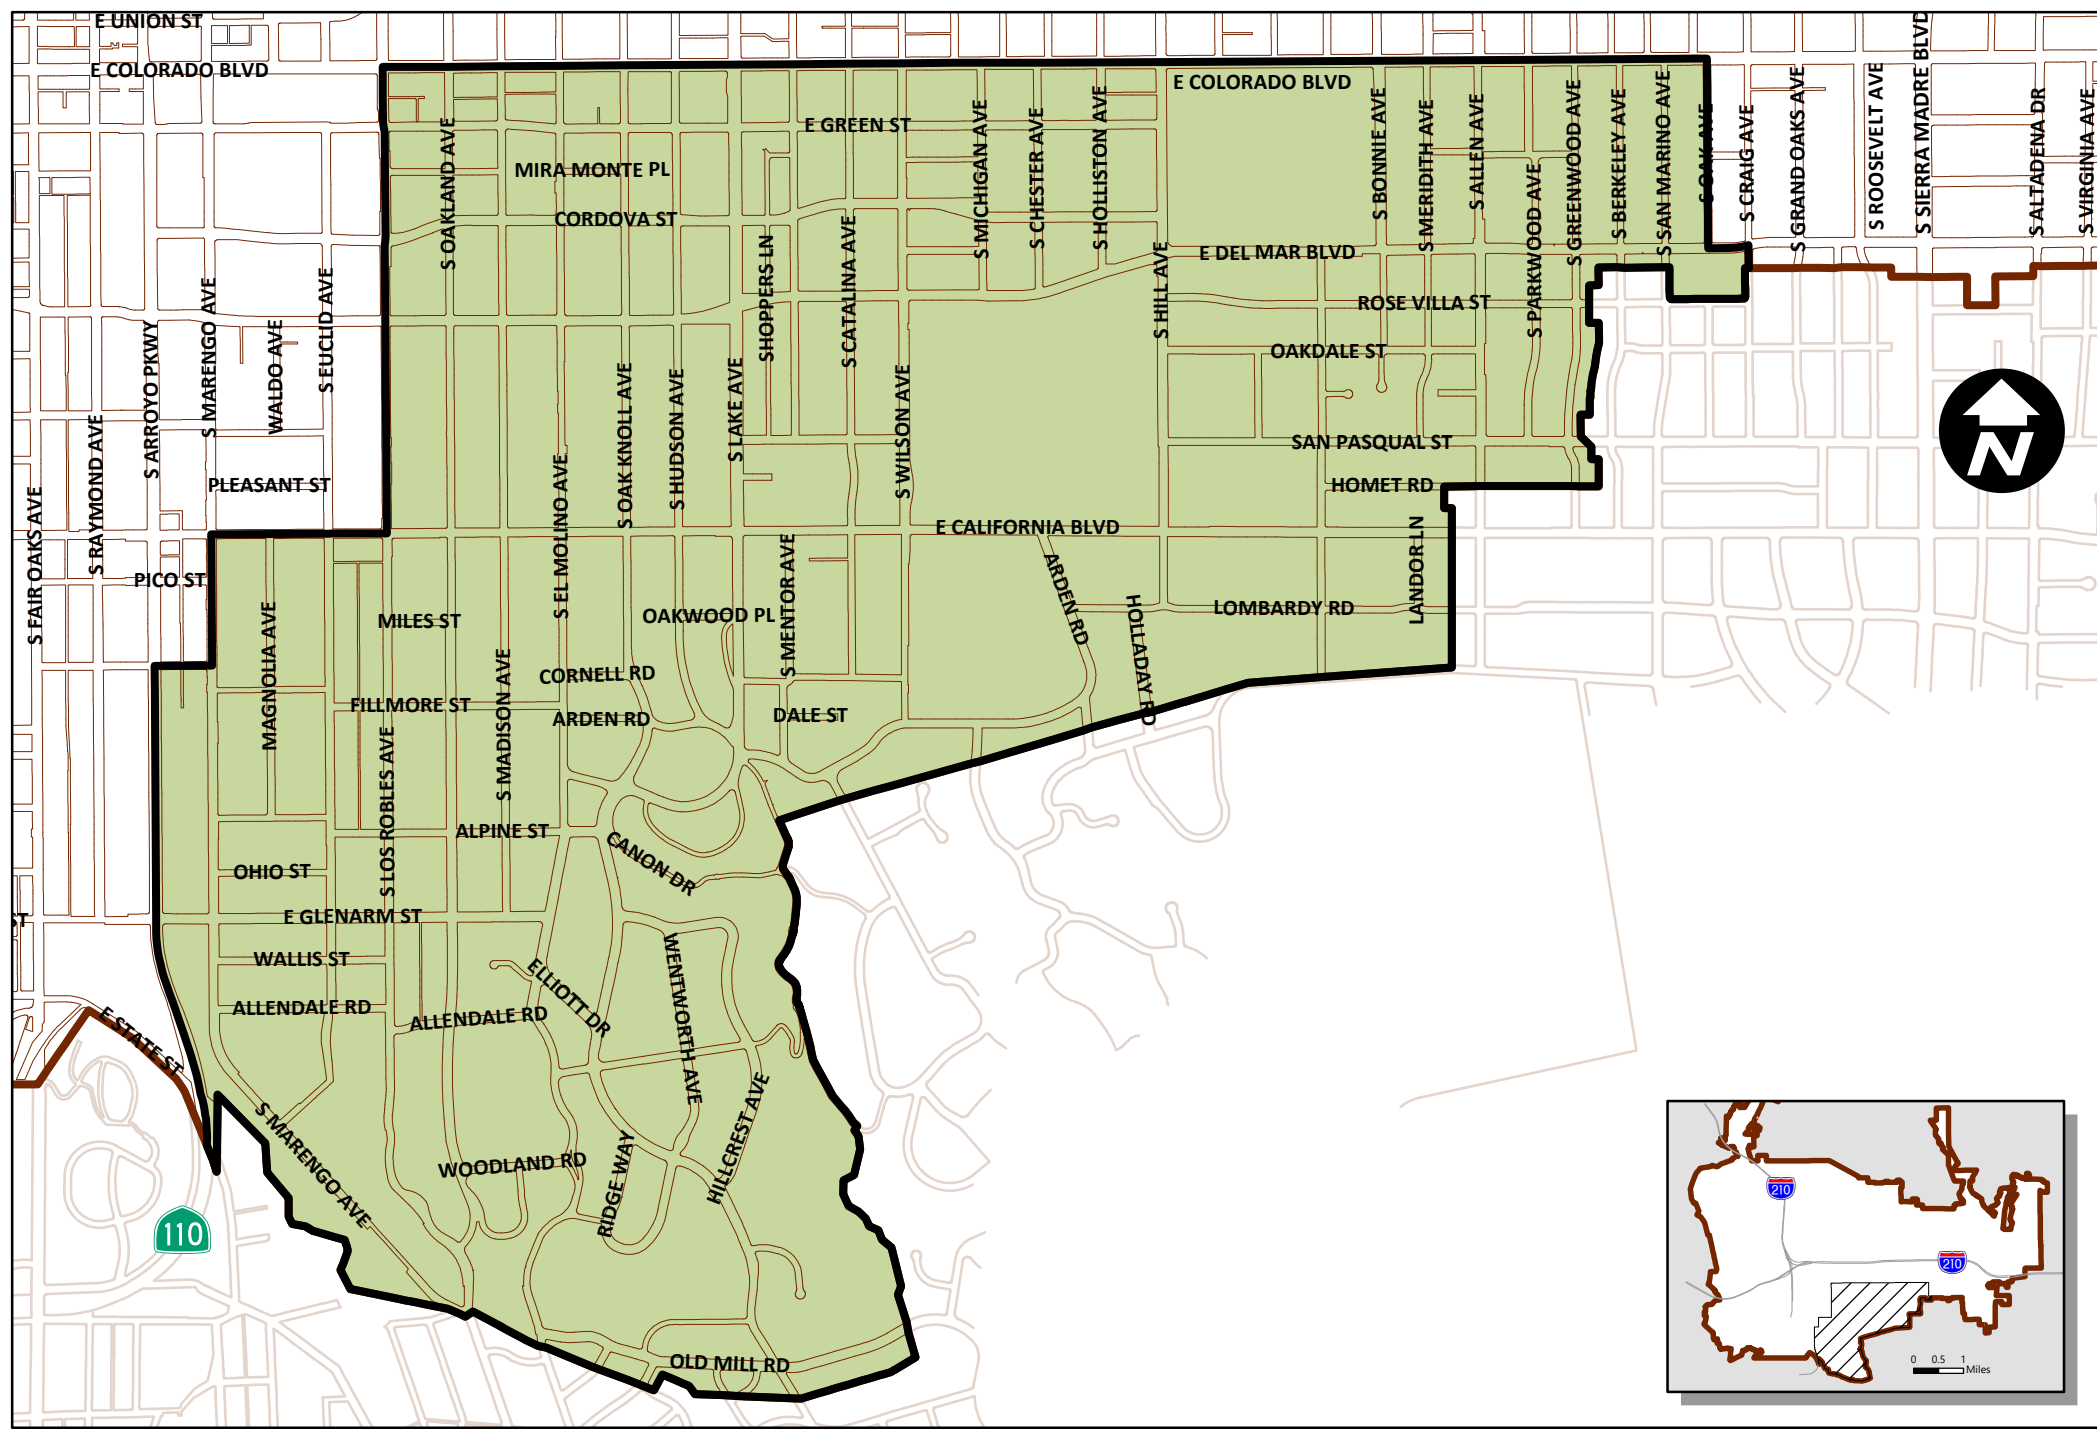 E UNION ST
E COLORADO BLVD
E COLORADO BLVD
E GREEN ST
MIRA MONTE PL
CORDOVA ST
S OAKLAND AVE
SHOPPERS LN
S CATALINA AVE
S MICHIGAN AVE
S CHESTER AVE
S HOLLISTON AVE
S HILL AVE
E DEL MAR BLVD
S BONNIE AVE
S MERIDITH AVE
S ALLEN AVE
S PARKWOOD AVE
S GREENWOOD AVE
S BERKELEY AVE
S SAN MARINO AVE
S OAK AVE
S CRAIG AVE
S GRAND OAKS AVE
S ROOSEVELT AVE
S SIERRA MADRE BLVD
S ALTADENA DR
S VIRGINIA AVE
ROSE VILLA ST
OAKDALE ST
SAN PASQUAL ST
HOMET RD
S FAIR OAKS AVE
S RAYMOND AVE
S ARROYO PKWY
S MARENGO AVE
WALDO AVE
S EUCLID AVE
PLEASANT ST
S EL MOLINO AVE
S OAK KNOLL AVE
S HUDSON AVE
S LAKE AVE
S WILSON AVE
E CALIFORNIA BLVD
PICO ST
MAGNOLIA AVE
MILES ST
OAKWOOD PL
S MENTOR AVE
ARDEN RD
HOLLADAY RD
LOMBARDY RD
LANDOR LN
CORNELL RD
FILLMORE ST
S MADISON AVE
ARDEN RD
DALE ST
S LOS ROBLES AVE
ALPINE ST
CANON DR
OHIO ST
E GLENARM ST
ST
WALLIS ST
ELLIOTT DR
WENTWORTH AVE
ALLENDALE RD
ALLENDALE RD
E STATE ST
S MARENGO AVE
WOODLAND RD
RIDGE WAY
HILLCREST AVE
OLD MILL RD
110
N
210
210
0 0.5 1
Miles